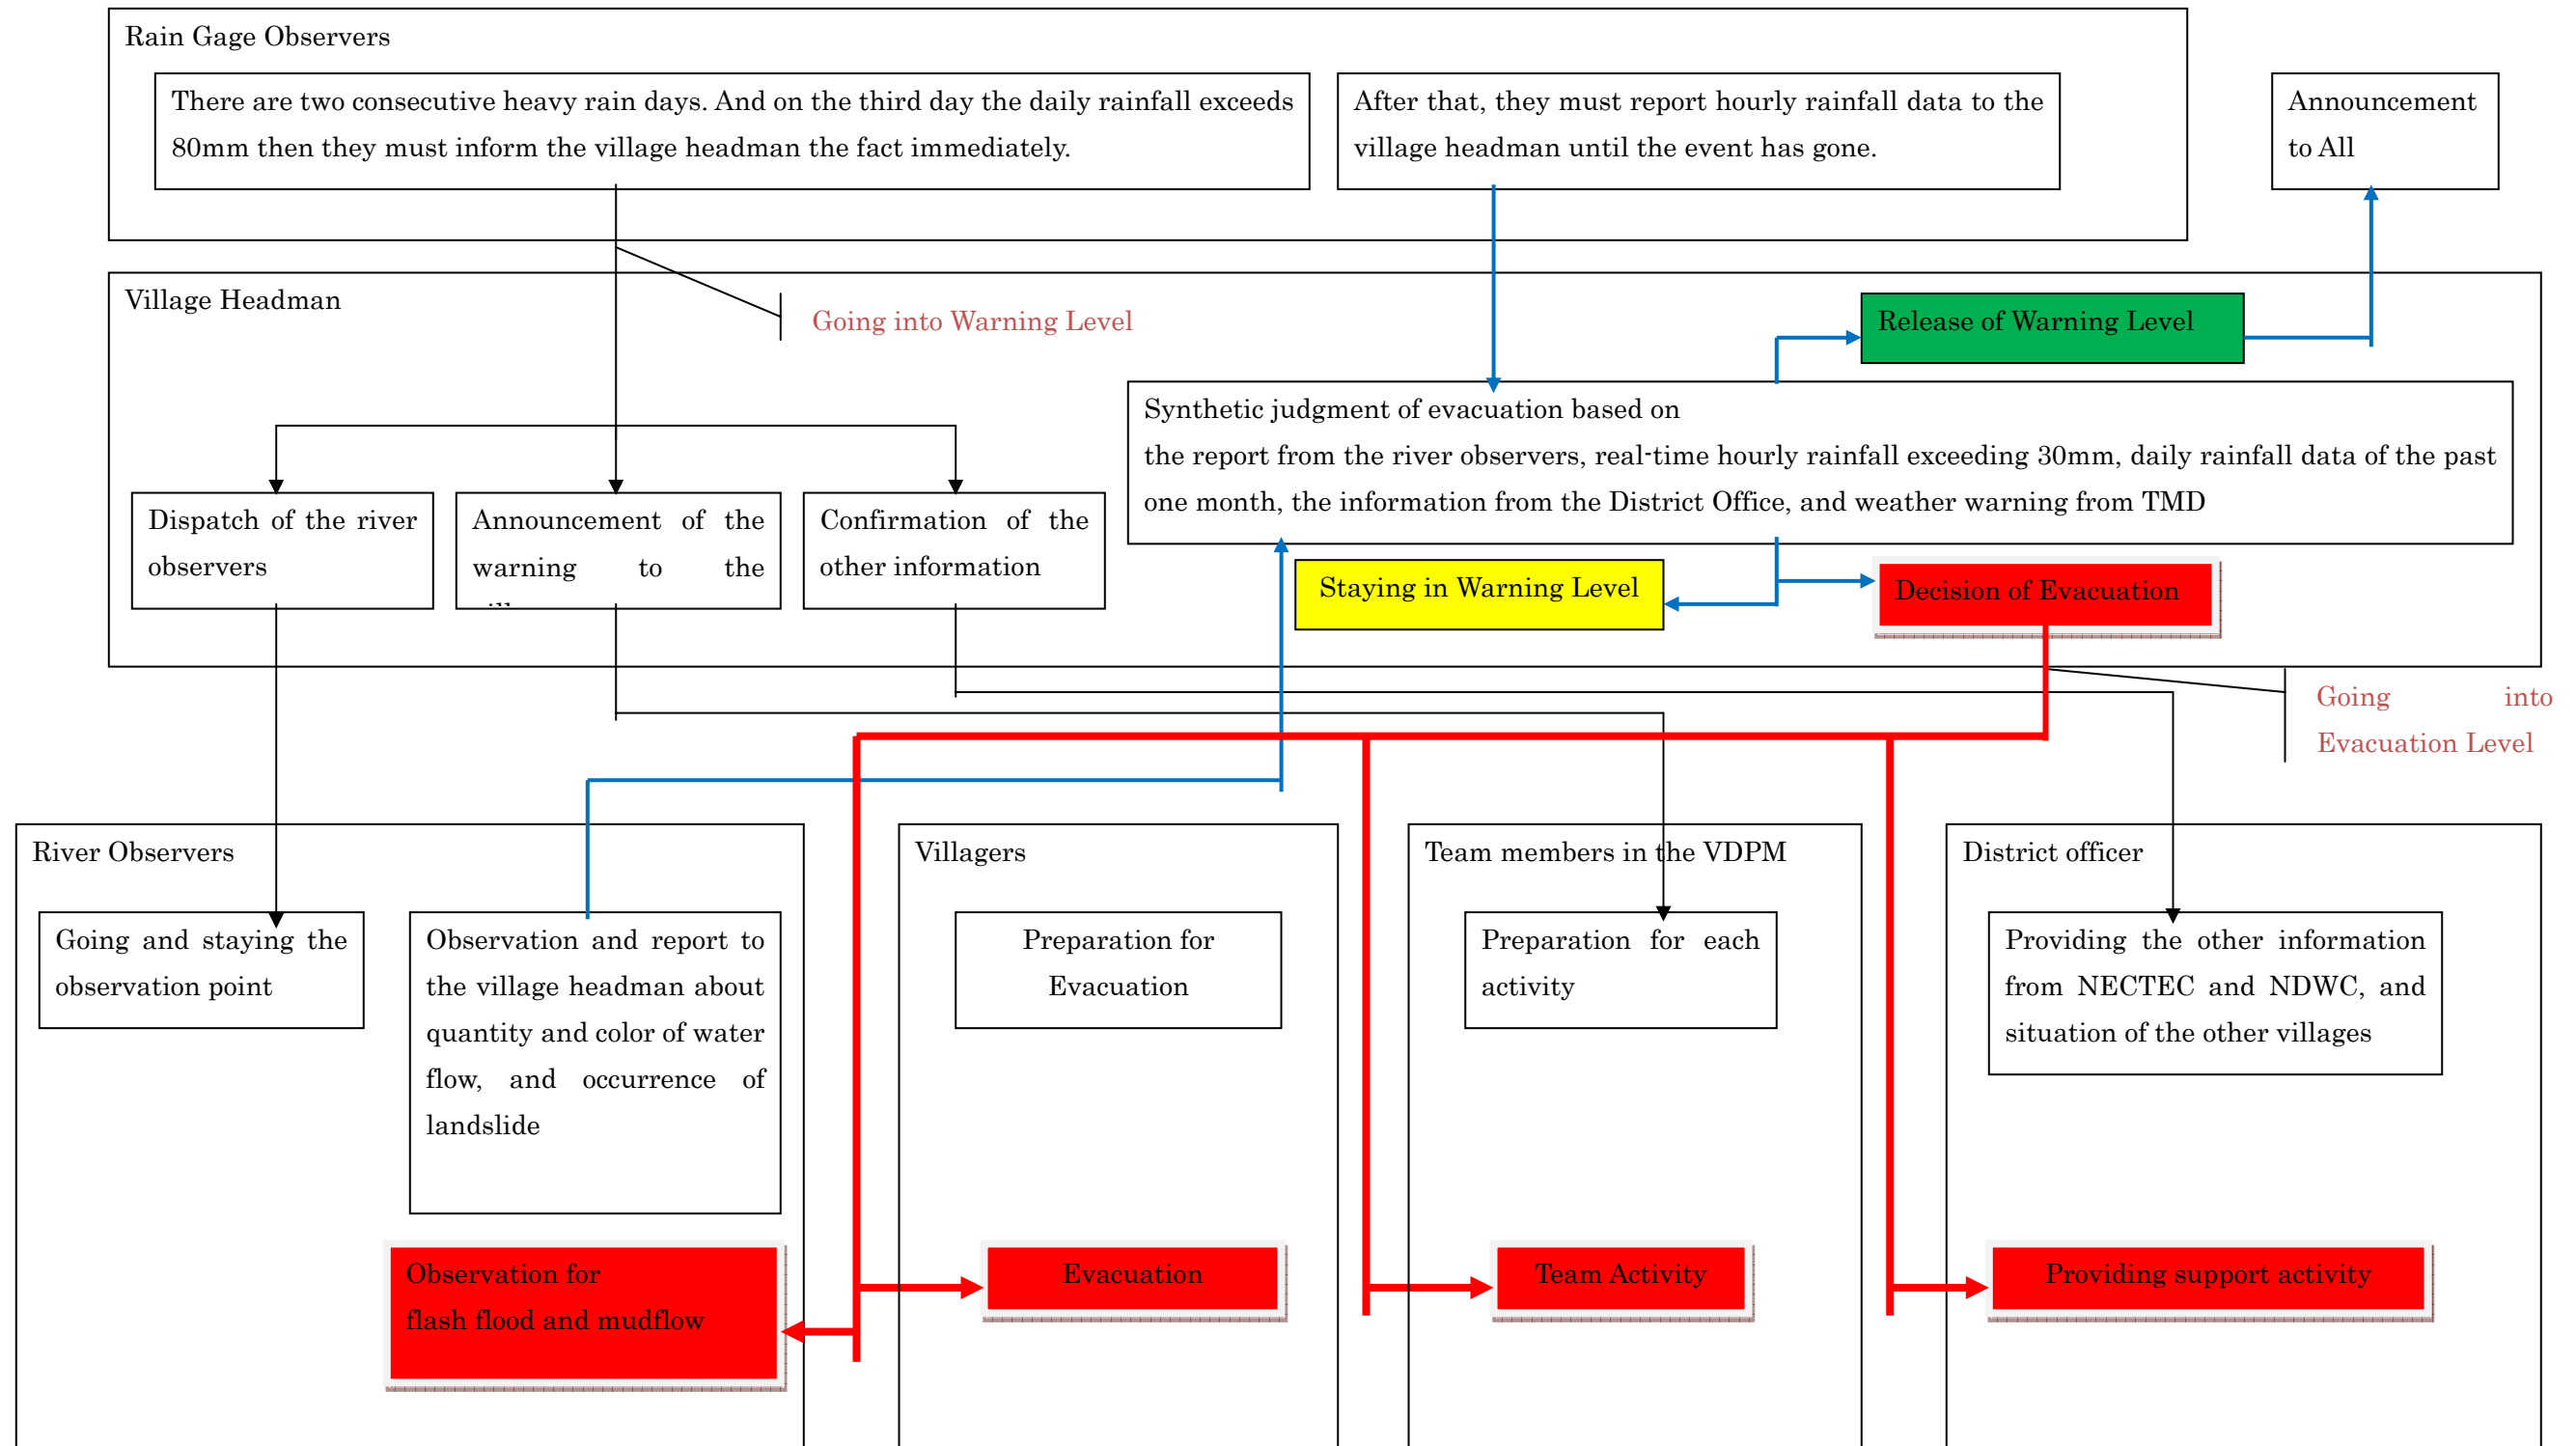 Rain Gage Observers
There are two consecutive heavy rain days. And on the third day the daily rainfall exceeds
80mm then they must inform the village headman the fact immediately.
After that, they must report hourly rainfall data to the
village headman until the event has gone.
Announcement
to All
Village Headman
Going into Warning Level
Release of Warning Level
Synthetic judgment of evacuation based on
the report from the river observers, real-time hourly rainfall exceeding 30mm, daily rainfall data of the past
one month, the information from the District Office, and weather warning from TMD
Dispatch of the river
observers
Announcement of the
warning to the
Confirmation of the
other information
Staying in Warning Level
Decision of Evacuation
Going into
Evacuation Level
River Observers
Going and staying the
observation point
Observation and report to
the village headman about
quantity and color of water
flow, and occurrence of
landslide
Observation for
flash flood and mudflow
Villagers
Preparation for
Evacuation
Evacuation
Team members in the VDPM
Preparation for each
activity
Team Activity
District officer
Providing the other information
from NECTEC and NDWC, and
situation of the other villages
Providing support activity